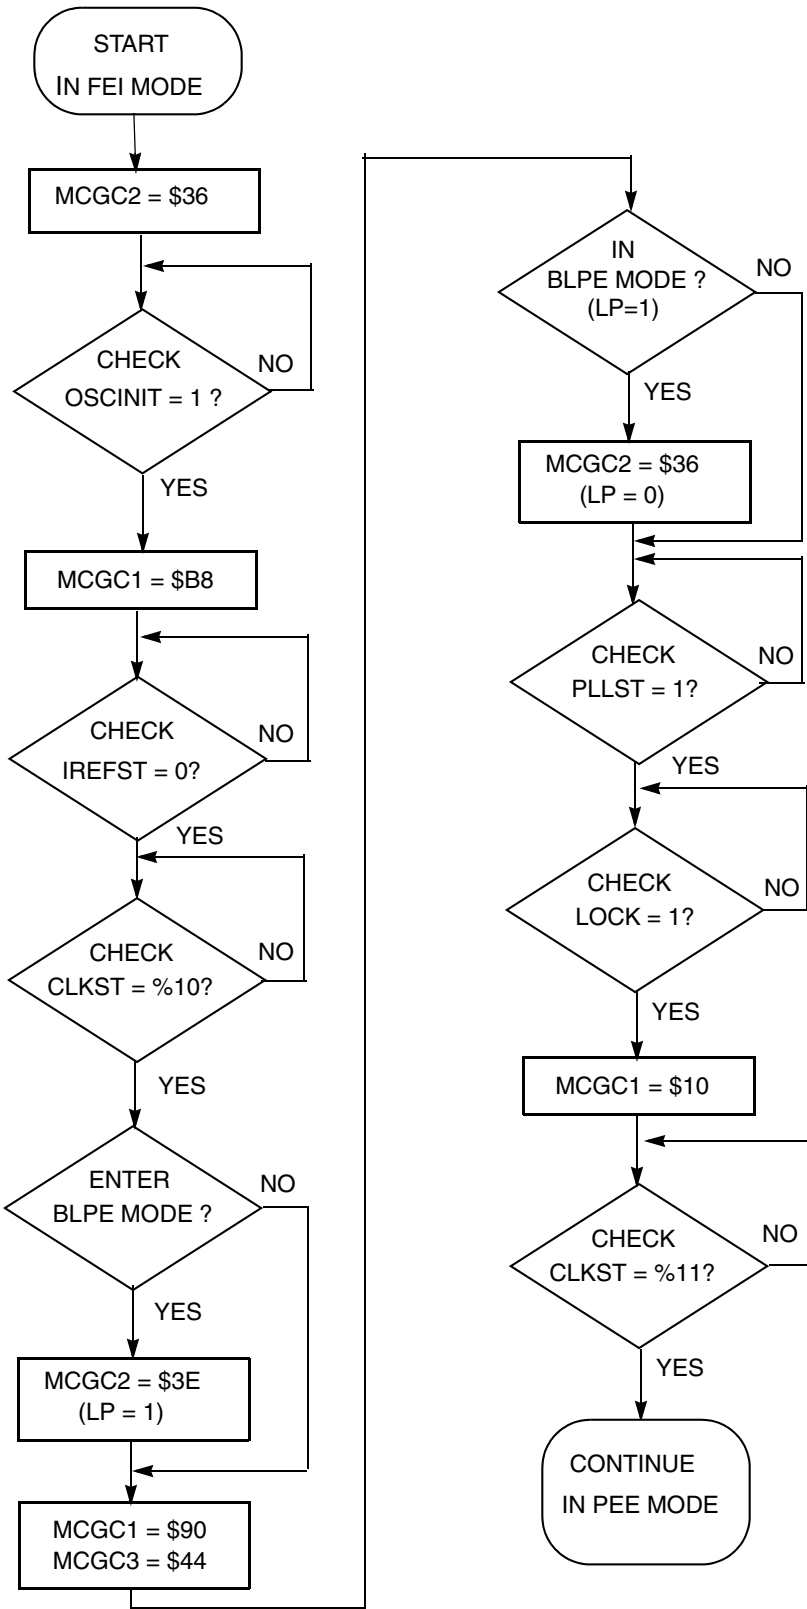 START
IN FEI MODE
MCGC2 = $36
CHECK
OSCINIT = 1 ?
NO
YES
MCGC1 = $B8
CHECK
IREFST = 0?
NO
YES
CHECK
CLKST = %10?
NO
YES
ENTER
BLPE MODE ?
NO
YES
MCGC2 = $3E
(LP = 1)
MCGC1 = $90
MCGC3 = $44
IN
BLPE MODE ?
(LP=1)
NO
YES
MCGC2 = $36
(LP = 0)
CHECK
PLLST = 1?
NO
YES
CHECK
LOCK = 1?
NO
YES
MCGC1 = $10
CHECK
CLKST = %11?
NO
YES
CONTINUE
IN PEE MODE